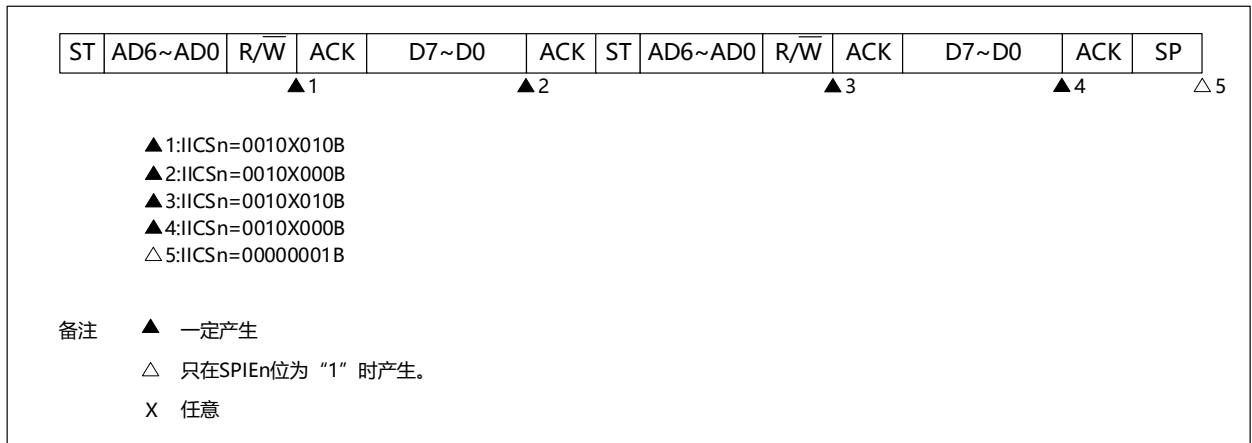 ST AD6~AD0 R/W̅ ACK D7~D0 ACK ST AD6~AD0 R/W̅ ACK D7~D0 ACK SP
▲1 ▲2 ▲3 ▲4 △5
▲1:IICSn=0010X010B
▲2:IICSn=0010X000B
▲3:IICSn=0010X010B
▲4:IICSn=0010X000B
△5:IICSn=00000001B
备注 ▲ 一定产生
△ 只在SPIEn位为“1”时产生。
X 任意